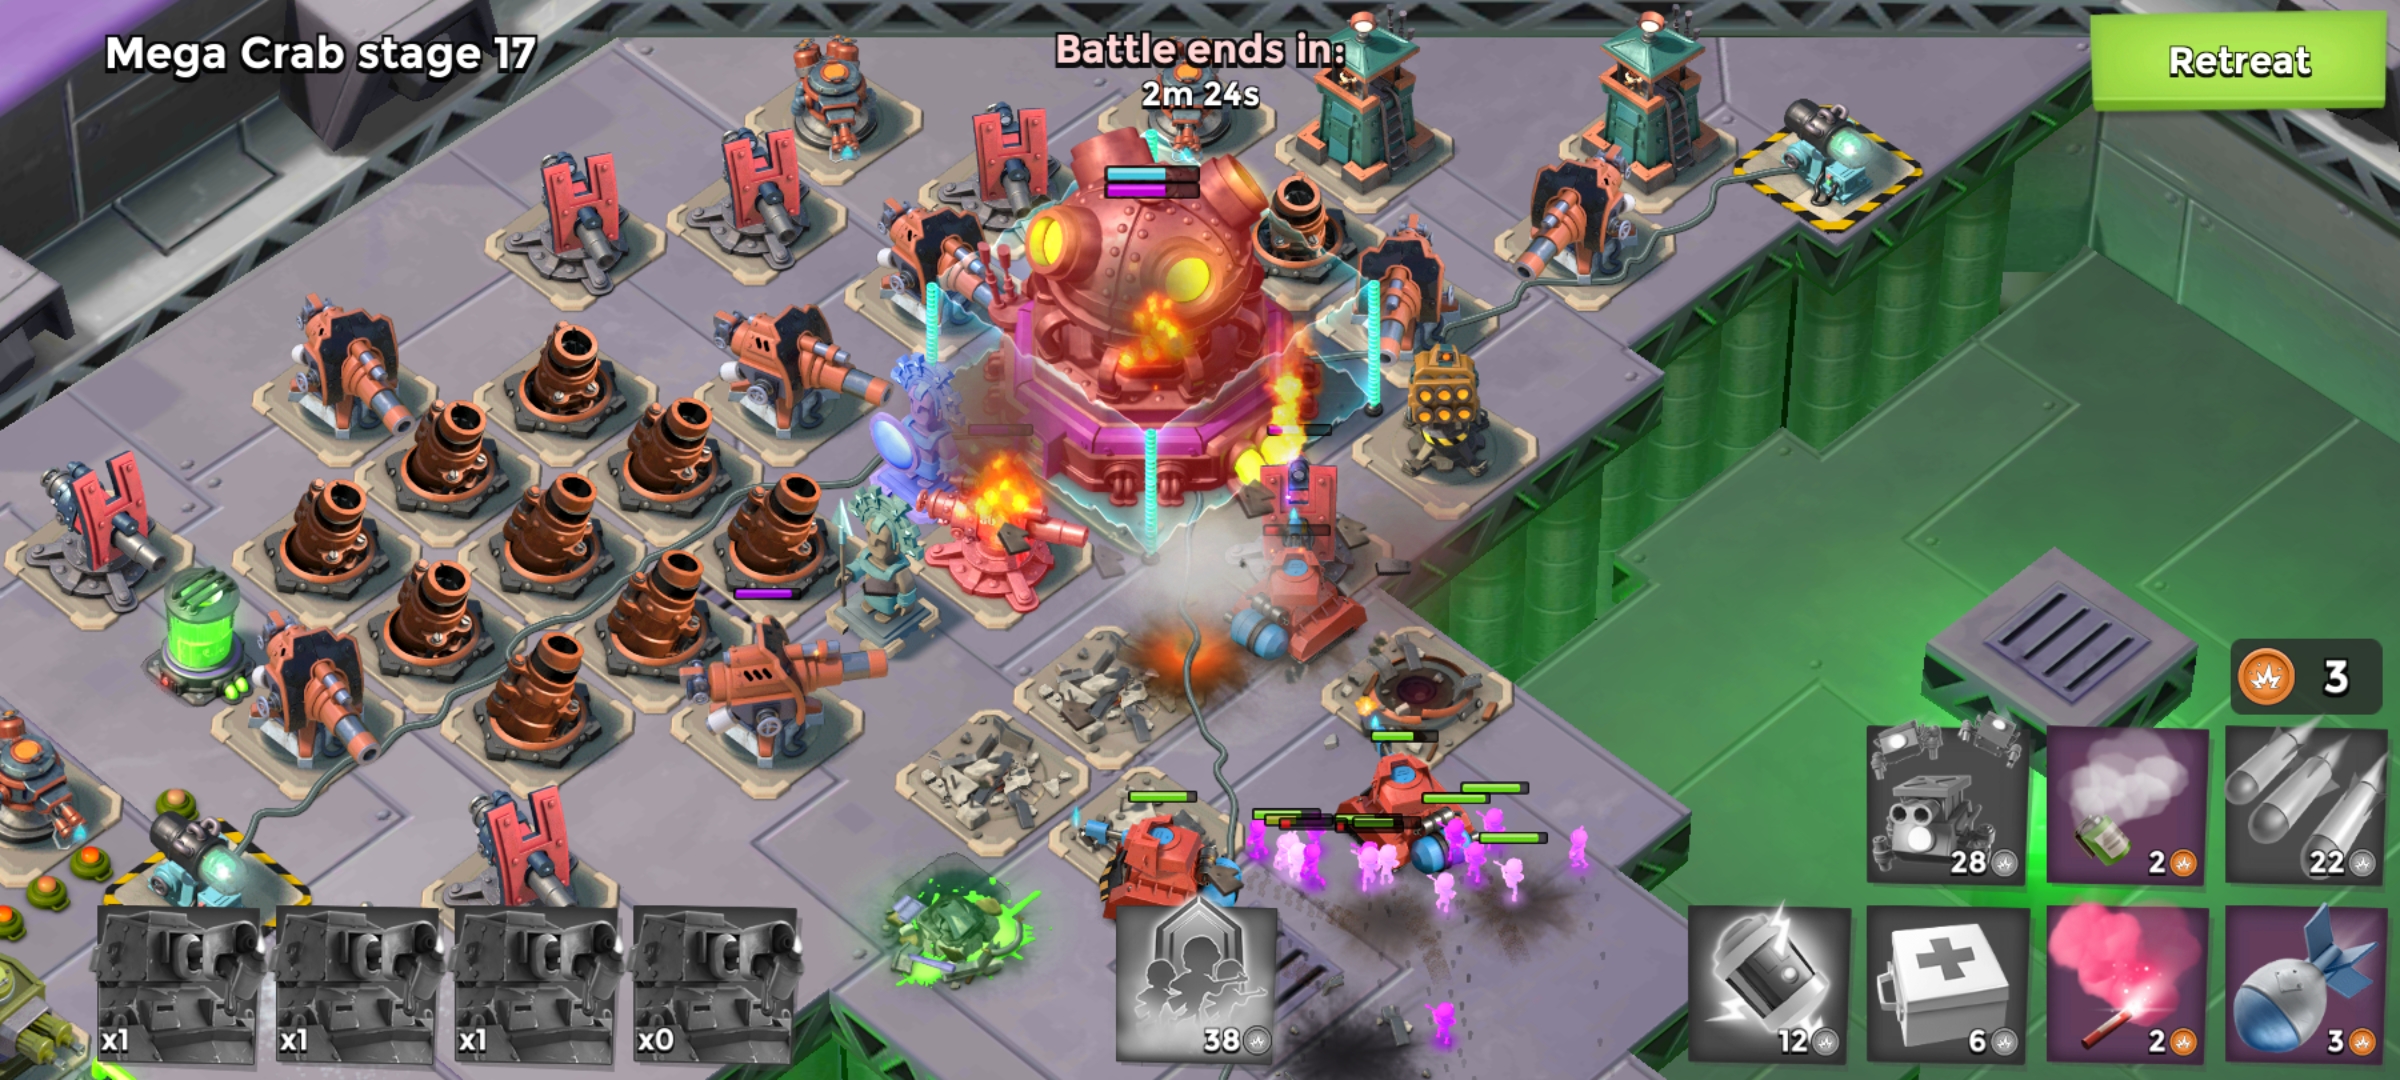 Mega Crab stage 17
Battle ends in:
2m 24s
Retreat
3
28
2
22
x1
x1
x1
x0
38
12
6
2
3